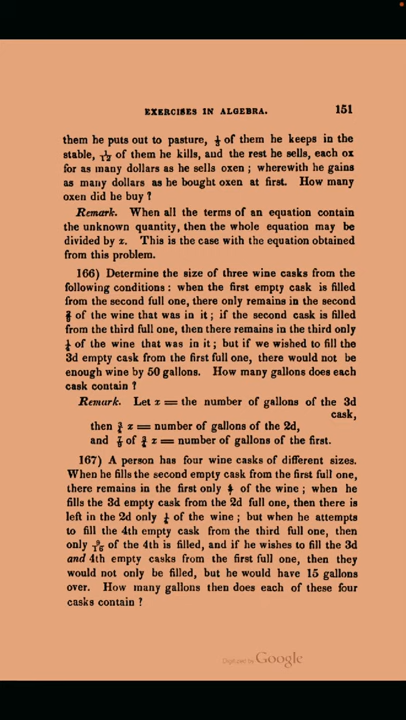 EXERCISES IN ALGEBRA. 151
them he puts out to pasture, of them he keeps in the
stable, 1/12 of them he kills, and the rest he sells, each ox
for as many dollars as he sells oxen; wherewith he gains
as many dollars as he bought oxen at first. How many
oxen did he buy?
Remark. When all the terms of an equation contain
the unknown quantity, then the whole equation may be
divided by x. This is the case with the equation obtained
from this problem.
166) Determine the size of three wine casks from the
following conditions: when the first empty cask is filled
from the second full one, there only remains in the second
2/9 of the wine that was in it; if the second cask is filled
from the third full one, then there remains in the third only
1/4 of the wine that was in it; but if we wished to fill the
3d empty cask from the first full one, there would not be
enough wine by 50 gallons. How many gallons does each
cask contain?
Remark. Let x = the number of gallons of the 3d
cask,
then 3/4 x = number of gallons of the 2d,
and 7/9 of 3/4 x = number of gallons of the first.
167) A person has four wine casks of different sizes.
When he fills the second empty cask from the first full one,
there remains in the first only 4/7 of the wine; when he
fills the 3d empty cask from the 2d full one, then there is
left in the 2d only 1/4 of the wine; but when he attempts
to fill the 4th empty cask from the third full one, then
only 9/16 of the 4th is filled, and if he wishes to fill the 3d
and 4th empty casks from the first full one, then they
would not only be filled, but he would have 15 gallons
over. How many gallons then does each of these four
casks contain?
Digitized by Google